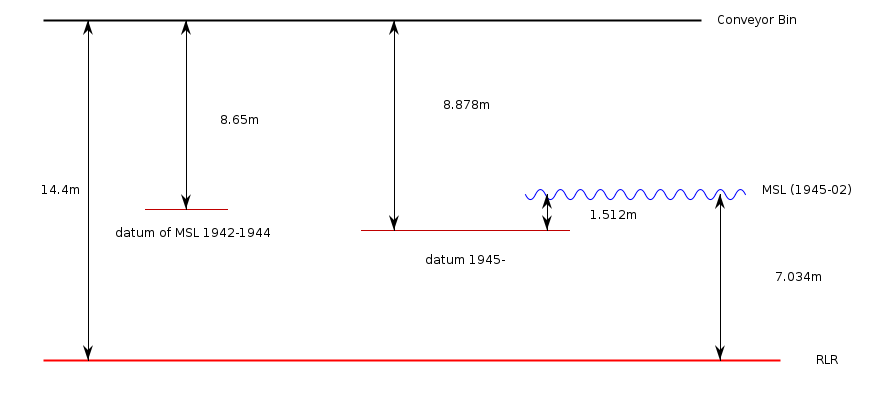 Conveyor Bin
8.878m
8.65m
14.4m
MSL (1945-02)
1.512m
datum of MSL 1942-1944
datum 1945-
7.034m
RLR